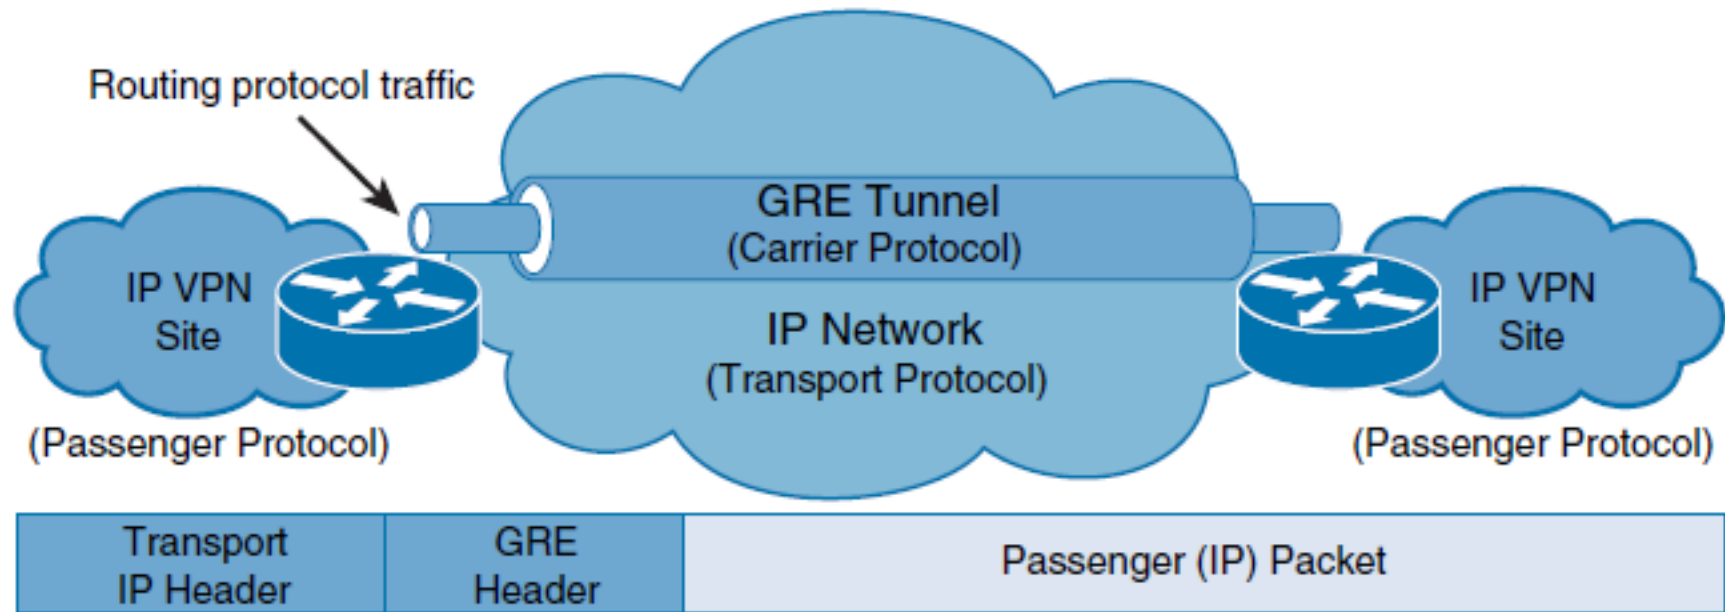 Routing protocol traffic
GRE Tunnel
(Carrier Protocol)
IP VPN
Site
IP Network
(Transport Protocol)
IP VPN
Site
(Passenger Protocol)
(Passenger Protocol)
Transport
IP Header
GRE
Header
Passenger (IP) Packet